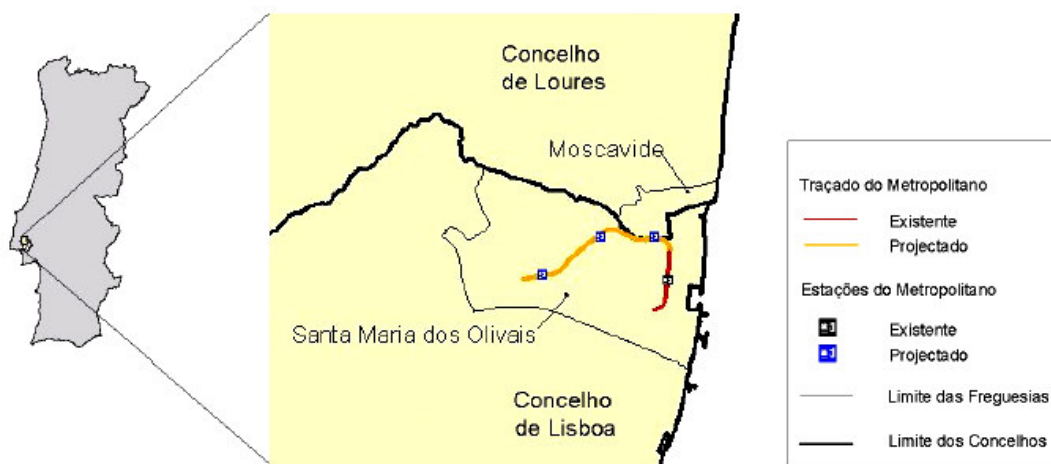 Concelho
de Loures
Moscavide
Santa Maria dos Olivais
Concelho
de Lisboa
Traçado do Metropolitano
Existente
Projectado
Estações do Metropolitano
Existente
Projectado
Limite das Freguesias
Limite dos Concelhos